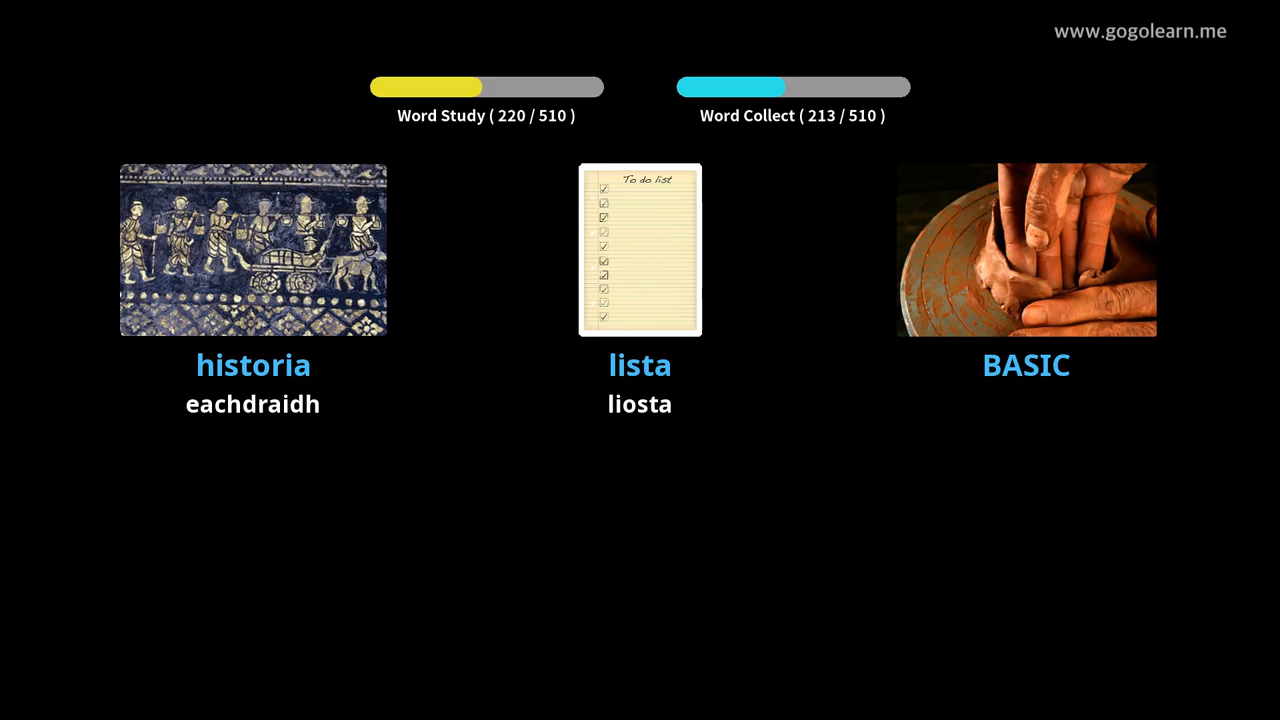 www.gogolearn.me
Word Study ( 220 / 510 )
Word Collect ( 213 / 510 )
To do list
historia
eachdraidh
lista
liosta
BASIC